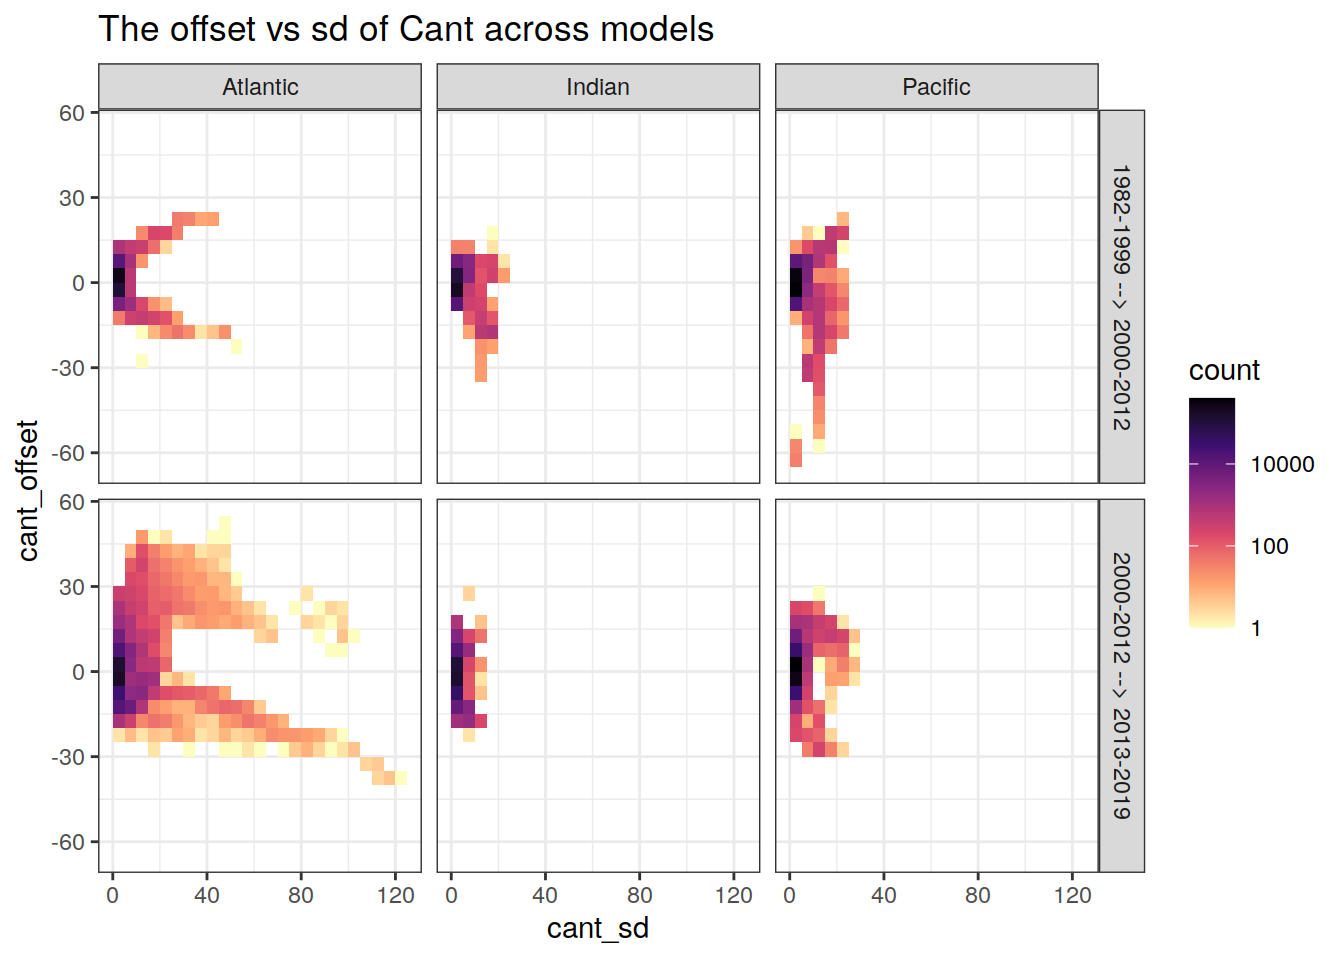 The offset vs sd of Cant across models
Atlantic
Indian
Pacific
60
30
0
-30
-60
1982-1999 --> 2000-2012
60
30
0
-30
-60
2000-2012 --> 2013-2019
cant_offset
0
40
80
120
0
40
80
120
0
40
80
120
cant_sd
count
10000
100
1